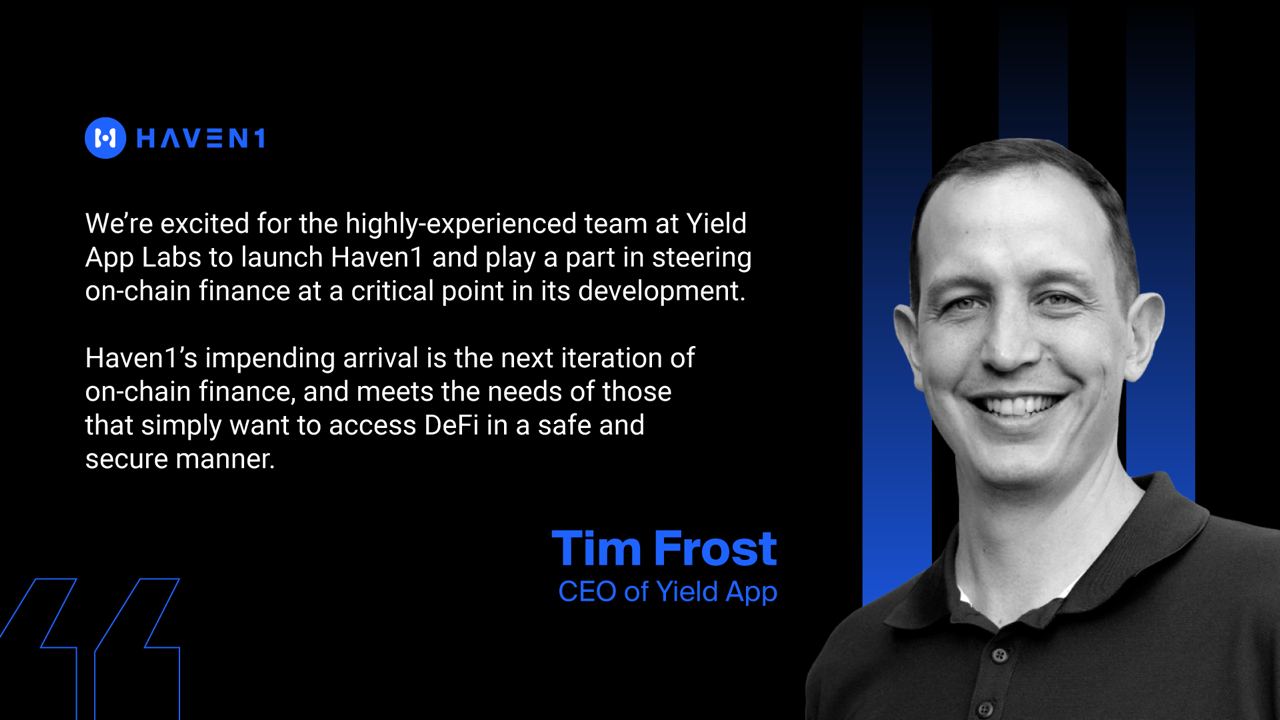 HAVEN1
We’re excited for the highly-experienced team at Yield
App Labs to launch Haven1 and play a part in steering
on-chain finance at a critical point in its development.
Haven1’s impending arrival is the next iteration of
on-chain finance, and meets the needs of those
that simply want to access DeFi in a safe and
secure manner.
Tim Frost
CEO of Yield App